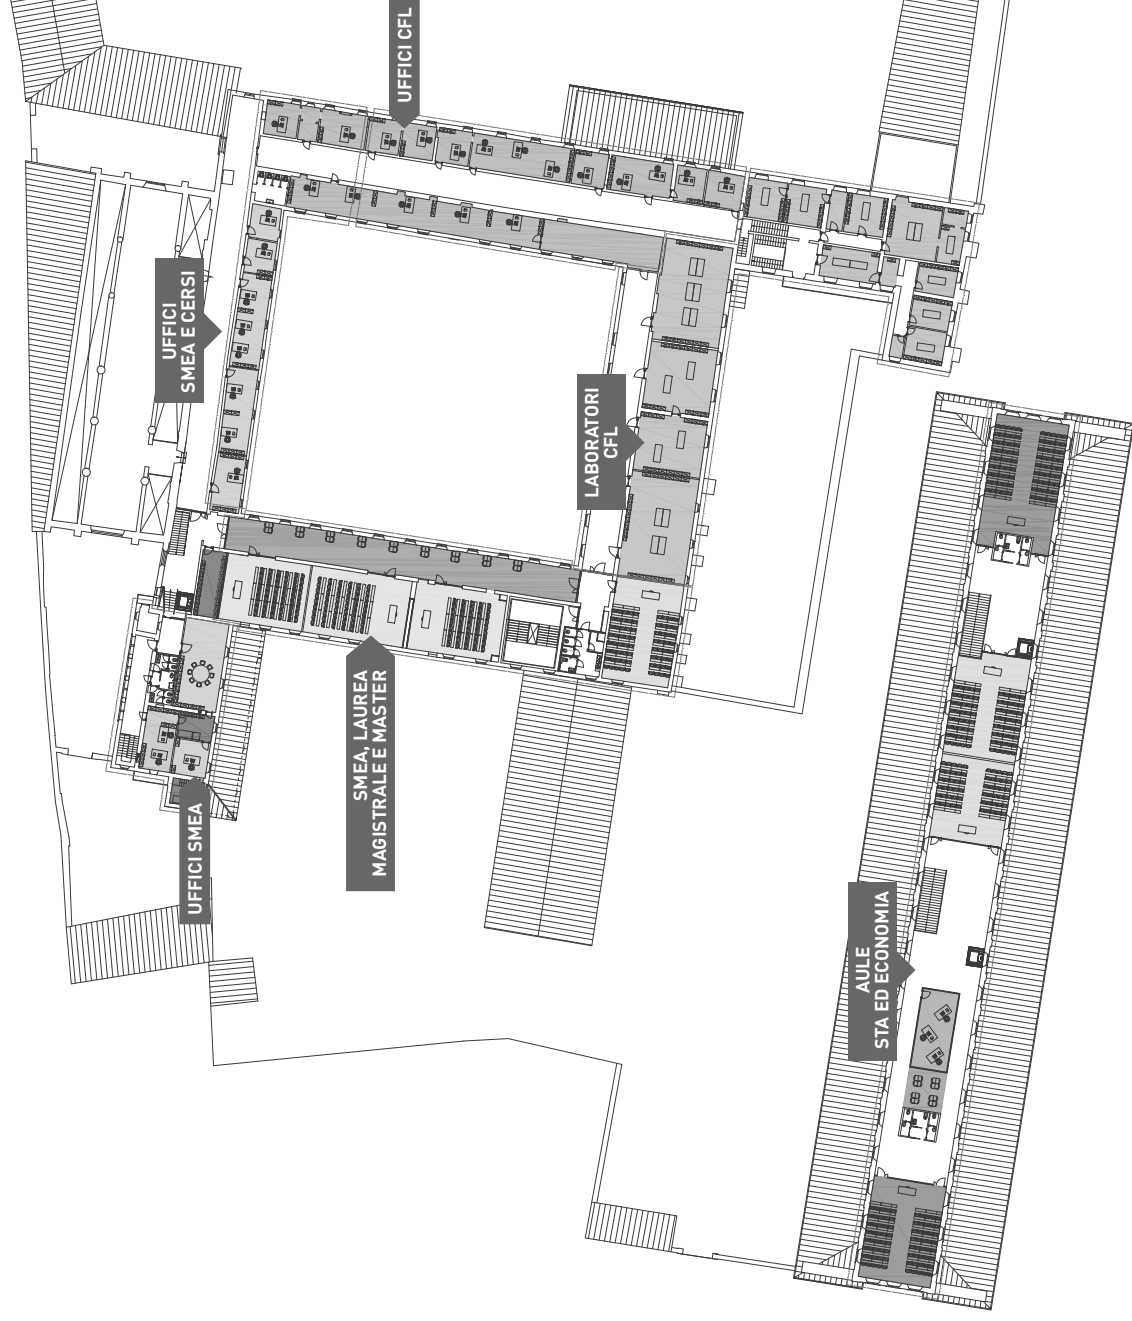 UFFICI CFL
UFFICI
SMEA E CERSI
LABORATORI
CFL
SMEA, LAUREA
MAGISTRALE E MASTER
UFFICI SMEA
AULE
STA ED ECONOMIA